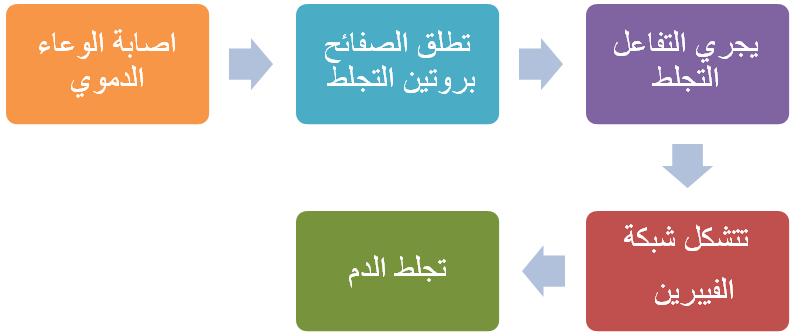 اصابة الوعاء
الدموي
تطلق الصفائح
بروتين التجلط
يجري التفاعل
التجلط
تتشكل شبكة
الفيبرين
تجلط الدم